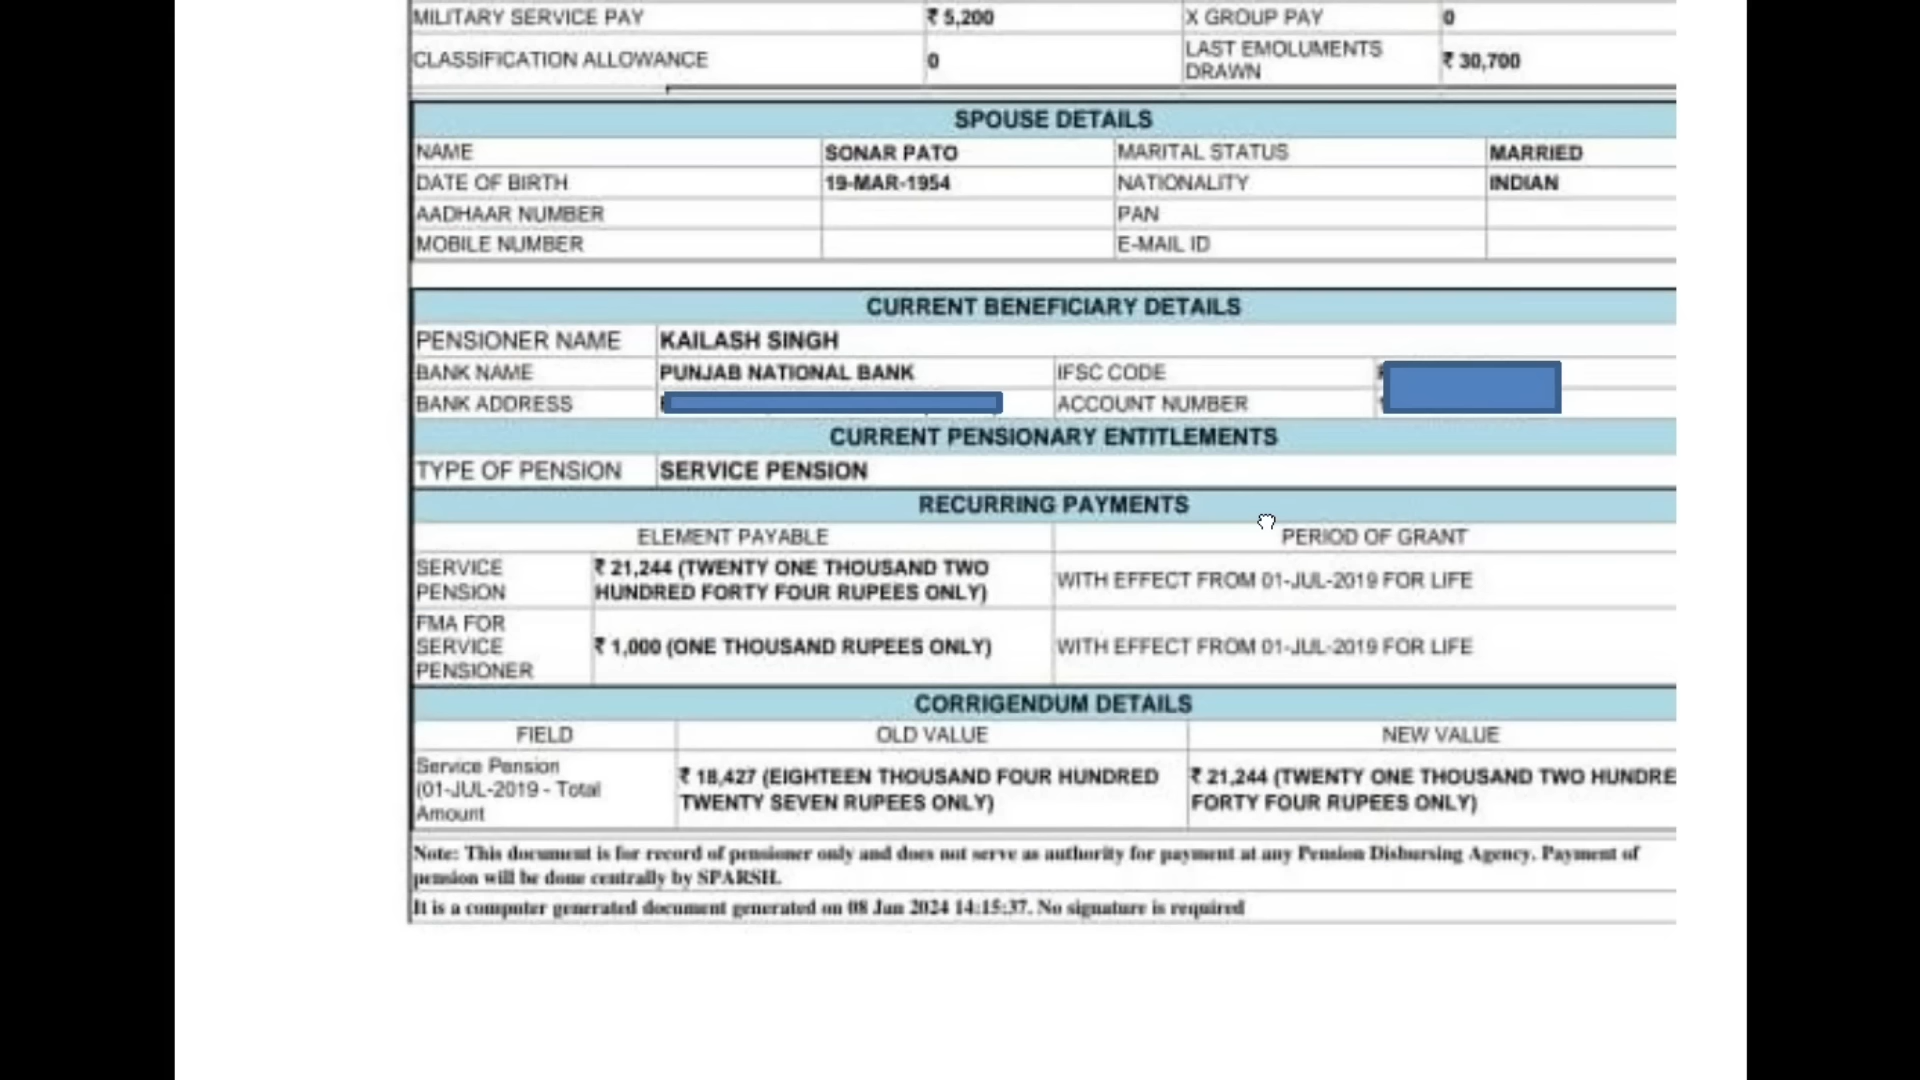 MILITARY SERVICE PAY ₹ 5,200 X GROUP PAY 0
CLASSIFICATION ALLOWANCE 0 LAST EMOLUMENTS DRAWN ₹ 30,700
SPOUSE DETAILS
NAME SONAR PATO MARITAL STATUS MARRIED
DATE OF BIRTH 19-MAR-1954 NATIONALITY INDIAN
AADHAAR NUMBER PAN
MOBILE NUMBER E-MAIL ID
CURRENT BENEFICIARY DETAILS
PENSIONER NAME KAILASH SINGH
BANK NAME PUNJAB NATIONAL BANK IFSC CODE
BANK ADDRESS ACCOUNT NUMBER
CURRENT PENSIONARY ENTITLEMENTS
TYPE OF PENSION SERVICE PENSION
RECURRING PAYMENTS
ELEMENT PAYABLE PERIOD OF GRANT
SERVICE PENSION ₹ 21,244 (TWENTY ONE THOUSAND TWO HUNDRED FORTY FOUR RUPEES ONLY) WITH EFFECT FROM 01-JUL-2019 FOR LIFE
FMA FOR SERVICE PENSIONER ₹ 1,000 (ONE THOUSAND RUPEES ONLY) WITH EFFECT FROM 01-JUL-2019 FOR LIFE
CORRIGENDUM DETAILS
FIELD OLD VALUE NEW VALUE
Service Pension (01-JUL-2019 - Total Amount ₹ 18,427 (EIGHTEEN THOUSAND FOUR HUNDRED TWENTY SEVEN RUPEES ONLY) ₹ 21,244 (TWENTY ONE THOUSAND TWO HUNDRE FORTY FOUR RUPEES ONLY)
Note: This document is for record of pensioner only and does not serve as authority for payment at any Pension Disbursing Agency. Payment of
pension will be done centrally by SPARSH.
It is a computer generated document generated on 08 Jan 2024 14:15:37. No signature is required